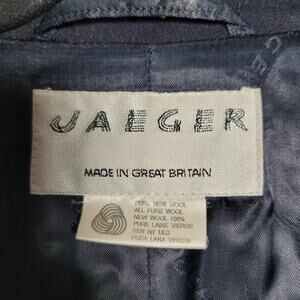 JAEGER
MADE IN GREAT BRITAIN
PURE NEW WOOL
ALL PURE WOOL
NEW WOOL 100%
PURE LAINE VIERGE
REN NY ULD
PURA LANA VIRGEN